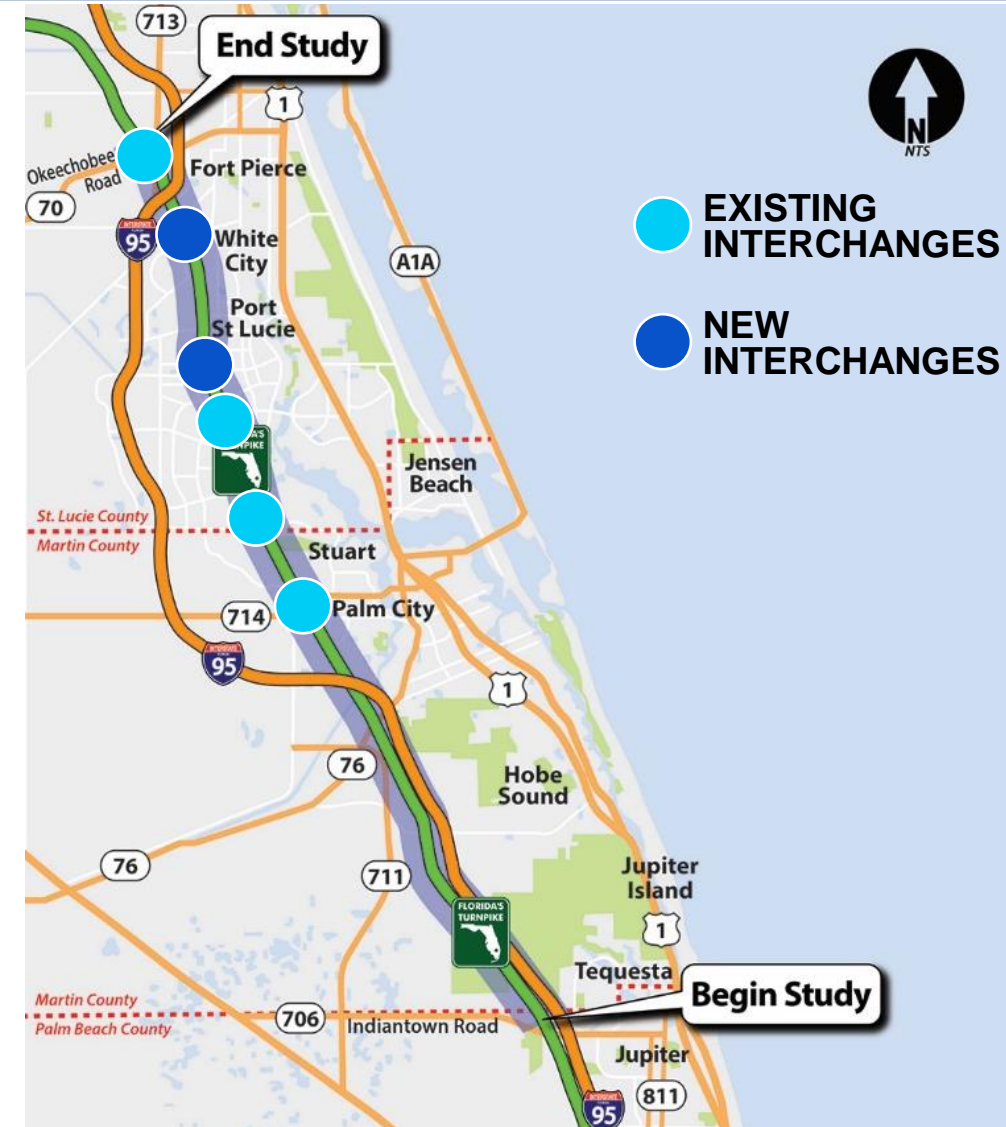 713
End Study
1
N
NTS
Okeechobee
Road
Fort Pierce
70
EXISTING
INTERCHANGES
INTERSTATE
95
White
City
A1A
Port
St Lucie
NEW
INTERCHANGES
Jensen
Beach
St. Lucie County
Martin County
Stuart
714
Palm City
INTERSTATE
95
1
76
Hobe
Sound
76
711
Jupiter
Island
FLORIDA'S
TURNPIKE
1
Tequesta
Begin Study
Martin County
Palm Beach County
706
Indiantown Road
Jupiter
INTERSTATE
95
811